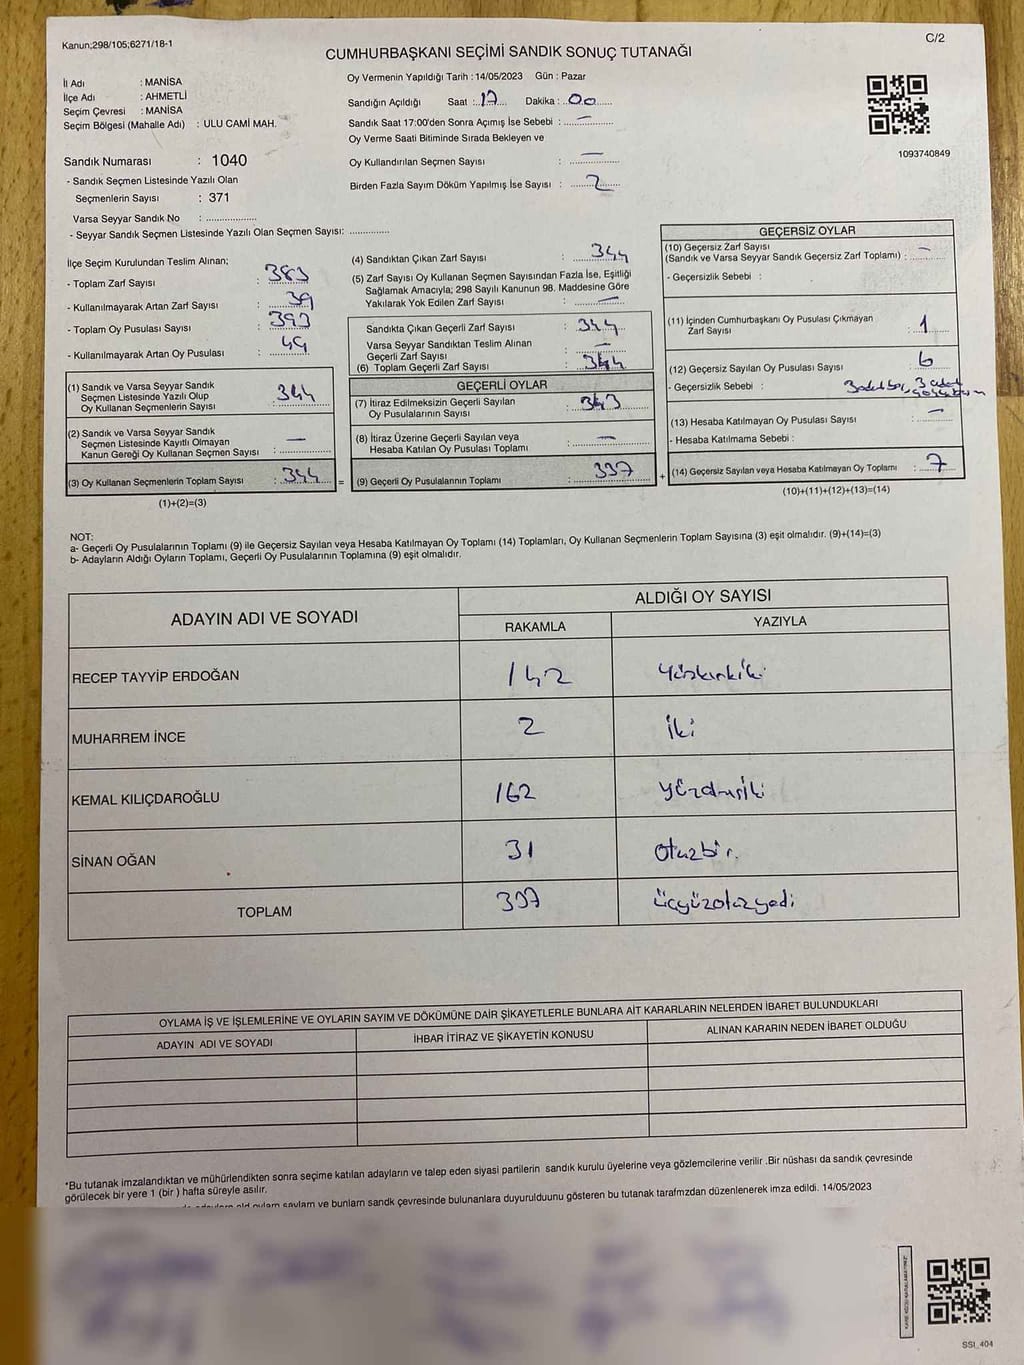 Kanun;298/105;6271/18-1
C/2
CUMHURBAŞKANI SEÇİMİ SANDIK SONUÇ TUTANAĞI
İl Adı : MANİSA
İlçe Adı : AHMETLİ
Seçim Çevresi : MANİSA
Seçim Bölgesi (Mahalle Adı) : ULU CAMİ MAH.
Oy Vermenin Yapıldığı Tarih : 14/05/2023 Gün : Pazar
Sandığın Açıldığı Saat : 17 Dakika : 00
Sandık Saat 17:00'den Sonra Açımış İse Sebebi : —
Oy Verme Saati Bitiminde Sırada Bekleyen ve
Oy Kullandırılan Seçmen Sayısı : —
Birden Fazla Sayım Döküm Yapılmış İse Sayısı : 2
1093740849
Sandık Numarası : 1040
- Sandık Seçmen Listesinde Yazılı Olan
Seçmenlerin Sayısı : 371
Varsa Seyyar Sandık No : ..................
- Seyyar Sandık Seçmen Listesinde Yazılı Olan Seçmen Sayısı: ..............
İlçe Seçim Kurulundan Teslim Alınan;
- Toplam Zarf Sayısı : 383
- Kullanılmayarak Artan Zarf Sayısı : 39
- Toplam Oy Pusulası Sayısı : 393
- Kullanılmayarak Artan Oy Pusulası : 49
(1) Sandık ve Varsa Seyyar Sandık
Seçmen Listesinde Yazılı Olup
Oy Kullanan Seçmenlerin Sayısı : 344
(2) Sandık ve Varsa Seyyar Sandık
Seçmen Listesinde Kayıtlı Olmayan
Kanun Gereği Oy Kullanan Seçmen Sayısı : —
(3) Oy Kullanan Seçmenlerin Toplam Sayısı : 344 =
(1)+(2)=(3)
(4) Sandıktan Çıkan Zarf Sayısı : 344
(5) Zarf Sayısı Oy Kullanan Seçmen Sayısından Fazla İse, Eşitliği
Sağlamak Amacıyla; 298 Sayılı Kanunun 98. Maddesine Göre
Yakılarak Yok Edilen Zarf Sayısı : —
Sandıkta Çıkan Geçerli Zarf Sayısı : 344
Varsa Seyyar Sandıktan Teslim Alınan
Geçerli Zarf Sayısı : —
(6) Toplam Geçerli Zarf Sayısı : 344
GEÇERLİ OYLAR
(7) İtiraz Edilmeksizin Geçerli Sayılan
Oy Pusulalarının Sayısı : 343
(8) İtiraz Üzerine Geçerli Sayılan veya
Hesaba Katılan Oy Pusulası Toplamı : —
(9) Geçerli Oy Pusulalarının Toplamı : 337 +
GEÇERSİZ OYLAR
(10) Geçersiz Zarf Sayısı
(Sandık ve Varsa Seyyar Sandık Geçersiz Zarf Toplamı) : —
- Geçersizlik Sebebi :
(11) İçinden Cumhurbaşkanı Oy Pusulası Çıkmayan
Zarf Sayısı : 1
(12) Geçersiz Sayılan Oy Pusulası Sayısı : 6
- Geçersizlik Sebebi : 3 adet boş, 3 adet
(13) Hesaba Katılmayan Oy Pusulası Sayısı : —
- Hesaba Katılmama Sebebi :
(14) Geçersiz Sayılan veya Hesaba Katılmayan Oy Toplamı : 7
(10)+(11)+(12)+(13)=(14)
NOT:
a- Geçerli Oy Pusulalarının Toplamı (9) ile Geçersiz Sayılan veya Hesaba Katılmayan Oy Toplamı (14) Toplamları, Oy Kullanan Seçmenlerin Toplam Sayısına (3) eşit olmalıdır. (9)+(14)=(3)
b- Adayların Aldığı Oyların Toplamı, Geçerli Oy Pusulalarının Toplamına (9) eşit olmalıdır.
ADAYIN ADI VE SOYADI
ALDIĞI OY SAYISI
RAKAMLA YAZIYLA
RECEP TAYYİP ERDOĞAN 142 Yüzkırkiki
MUHARREM İNCE 2 iki
KEMAL KILIÇDAROĞLU 162 yüzatmışiki
SİNAN OĞAN 31 otuzbir.
TOPLAM 337 üçyüzotuzyedi
OYLAMA İŞ VE İŞLEMLERİNE VE OYLARIN SAYIM VE DÖKÜMÜNE DAİR ŞİKAYETLERLE BUNLARA AİT KARARLARIN NELERDEN İBARET BULUNDUKLARI
ADAYIN ADI VE SOYADI İHBAR İTİRAZ VE ŞİKAYETİN KONUSU ALINAN KARARIN NEDEN İBARET OLDUĞU
*Bu tutanak imzalandıktan ve mühürlendikten sonra seçime katılan adayların ve talep eden siyasi partilerin sandık kurulu üyelerine veya gözlemcilerine verilir .Bir nüshası da sandık çevresinde
görülecek bir yere 1 (bir ) hafta süreyle asılır.
sayılam ve bunlarn sandk çevresinde bulunanlara duyurulduunu gösteren bu tutanak tarafmzdan düzenlenerek imza edildi. 14/05/2023
SSI_404